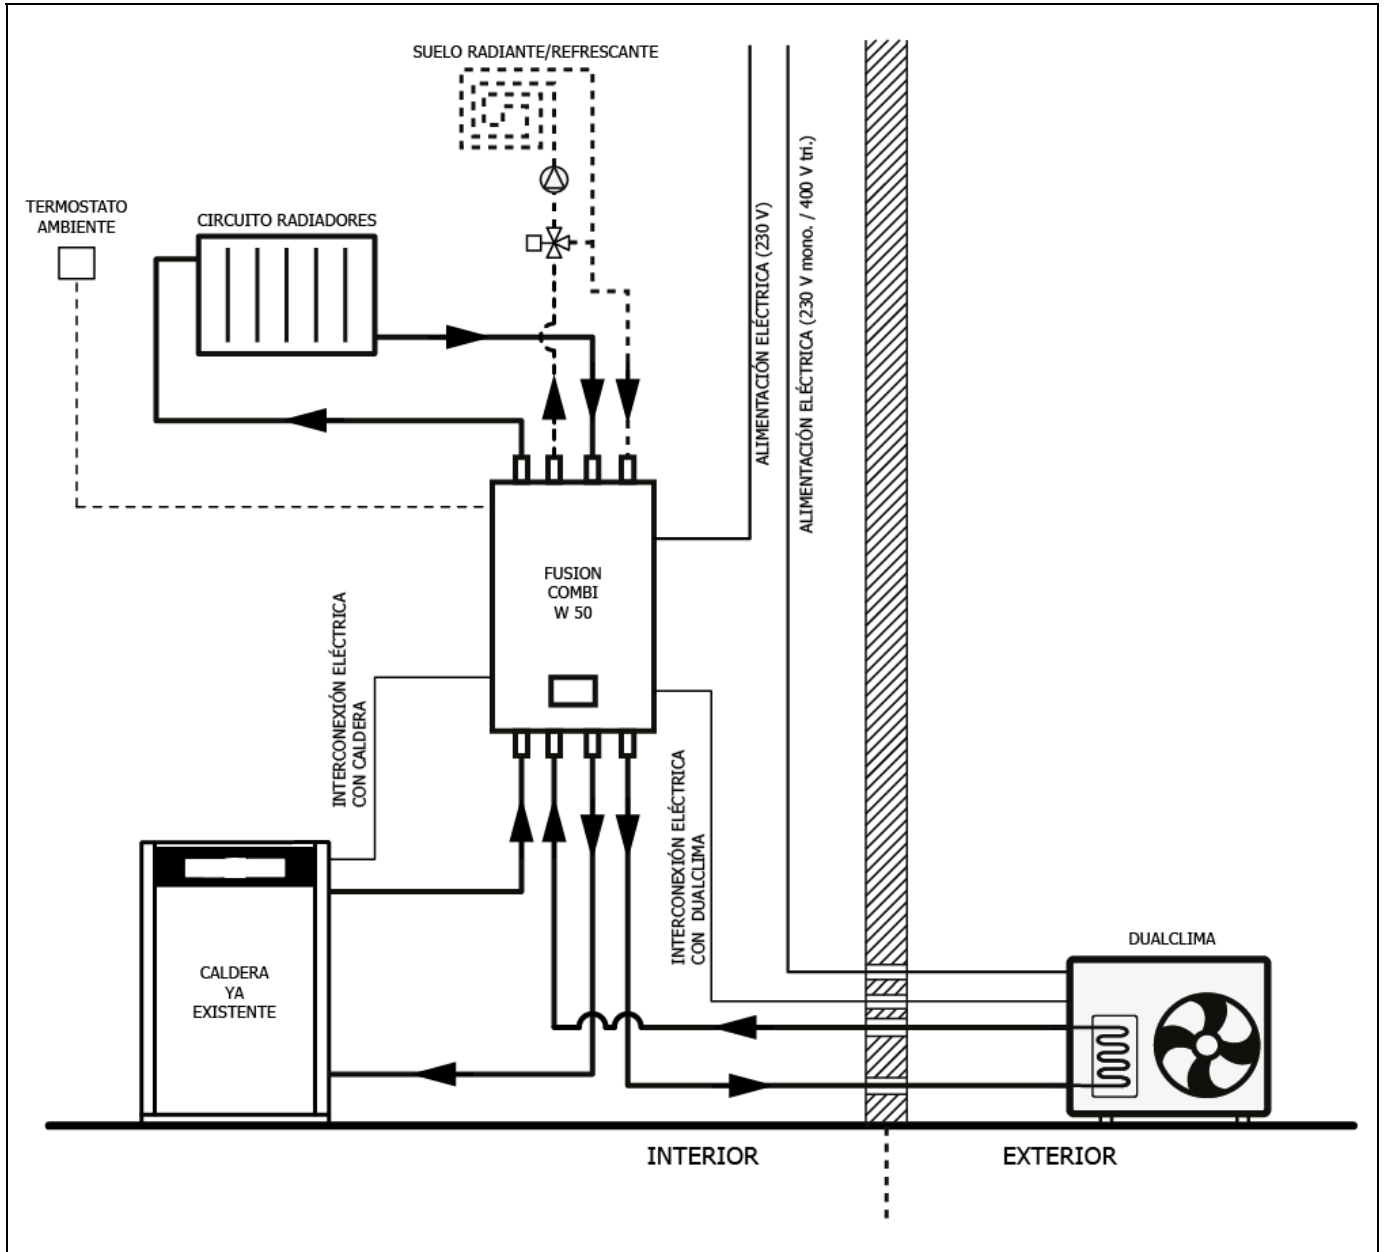 SUELO RADIANTE/REFRESCANTE
TERMOSTATO
AMBIENTE
CIRCUITO RADIADORES
ALIMENTACIÓN ELÉCTRICA (230 V)
ALIMENTACIÓN ELÉCTRICA (230 V mono. / 400 V tri.)
FUSION
COMBI
W 50
INTERCONEXIÓN ELÉCTRICA
CON CALDERA
INTERCONEXIÓN ELÉCTRICA
CON DUALCLIMA
CALDERA
YA
EXISTENTE
DUALCLIMA
INTERIOR
EXTERIOR